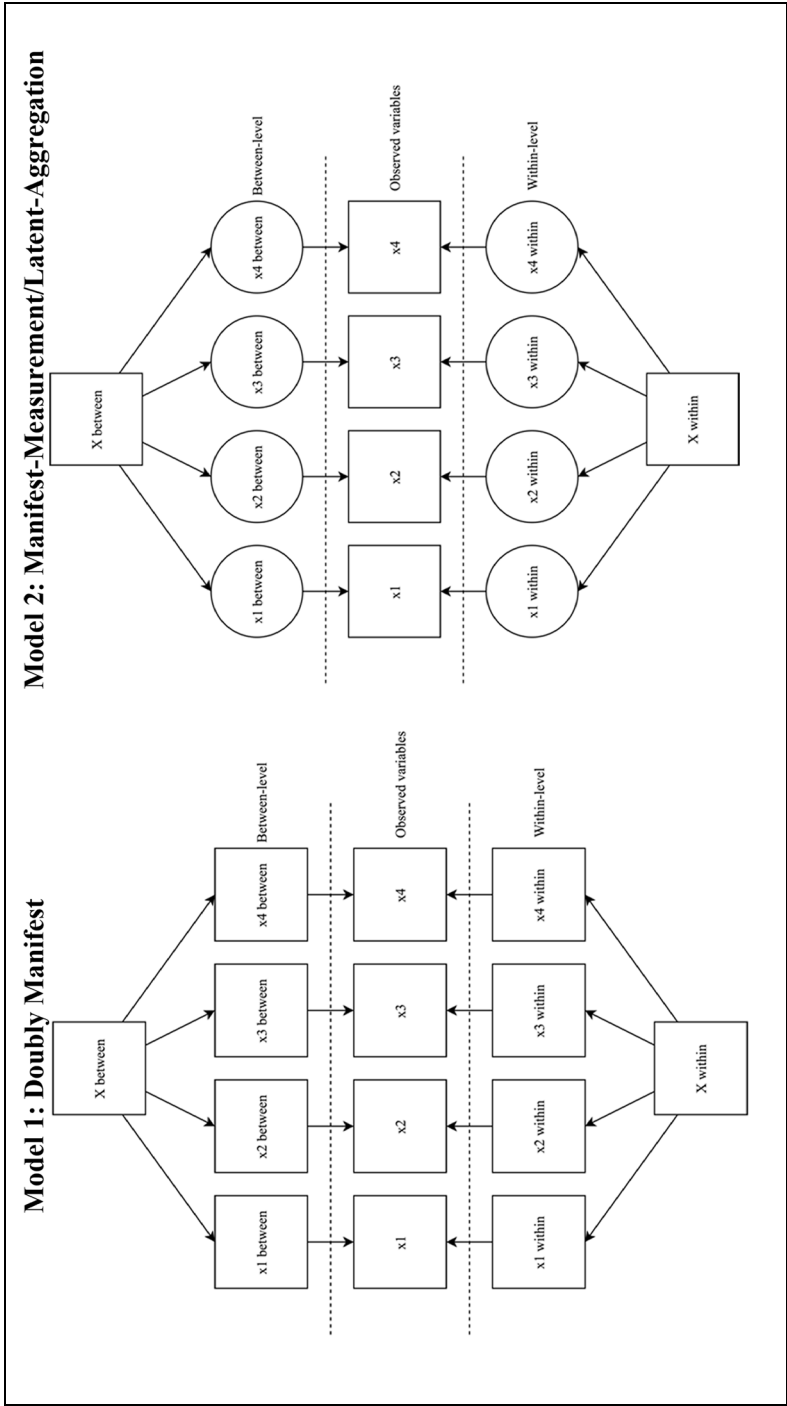 Model 1: Doubly Manifest
X between
x1 between
x2 between
x3 between
x4 between
Between-level
x1
x2
x3
x4
Observed variables
x1 within
x2 within
x3 within
x4 within
Within-level
X within
Model 2: Manifest-Measurement/Latent-Aggregation
X between
x1 between
x2 between
x3 between
x4 between
Between-level
x1
x2
x3
x4
Observed variables
x1 within
x2 within
x3 within
x4 within
Within-level
X within